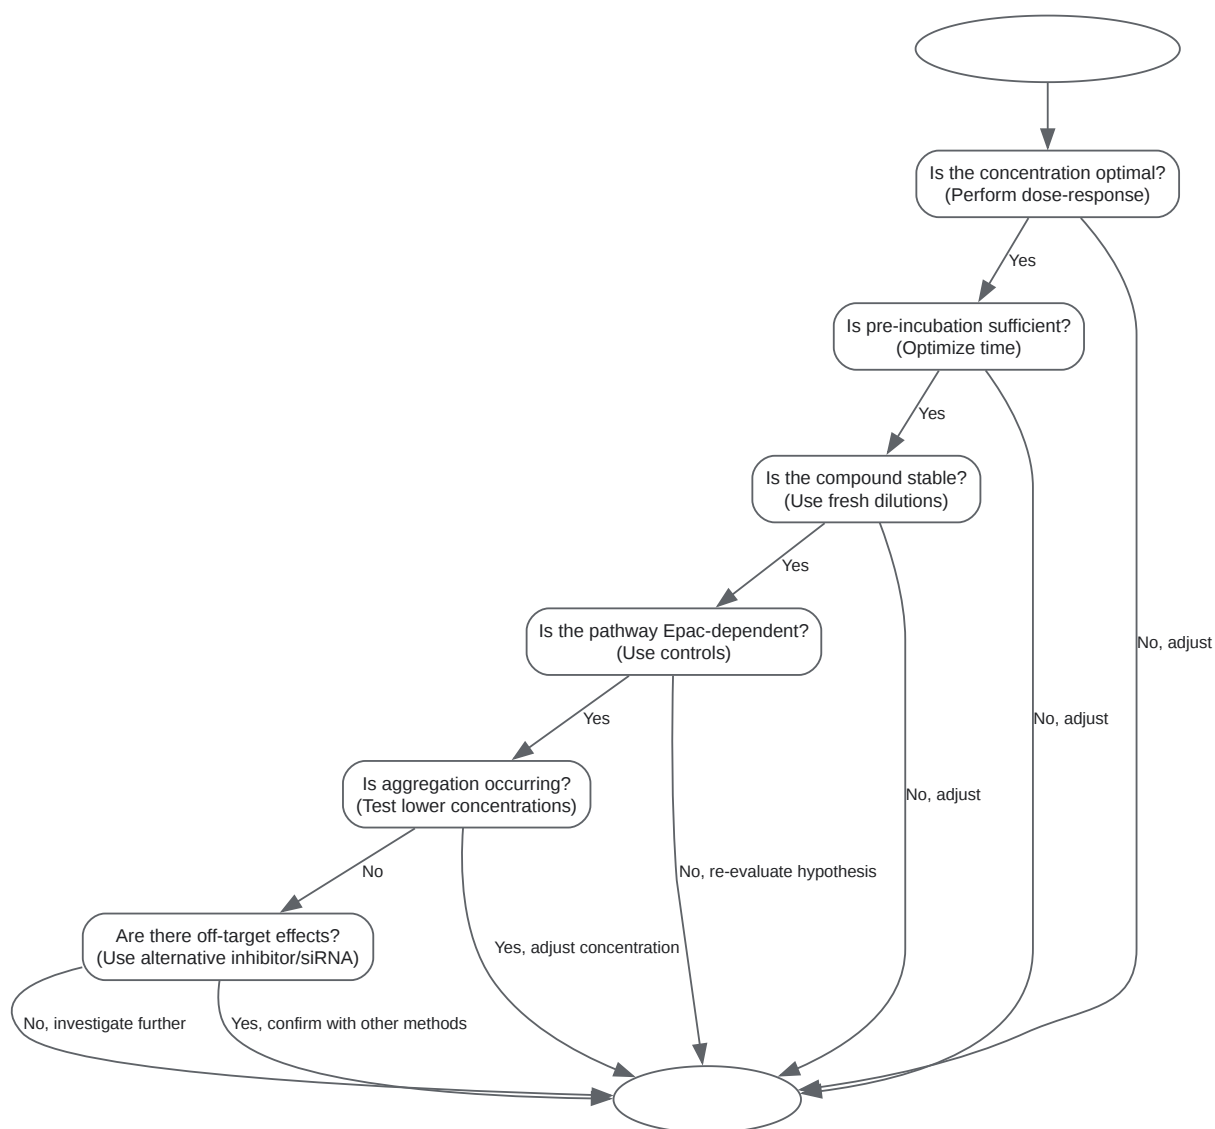 Is the concentration optimal?
(Perform dose-response)
Yes
Is pre-incubation sufficient?
(Optimize time)
Yes
Is the compound stable?
(Use fresh dilutions)
Yes
Is the pathway Epac-dependent?
(Use controls)
No, adjust
Yes
No, adjust
Is aggregation occurring?
(Test lower concentrations)
No, adjust
No
No, re-evaluate hypothesis
Are there off-target effects?
(Use alternative inhibitor/siRNA)
Yes, adjust concentration
No, investigate further
Yes, confirm with other methods